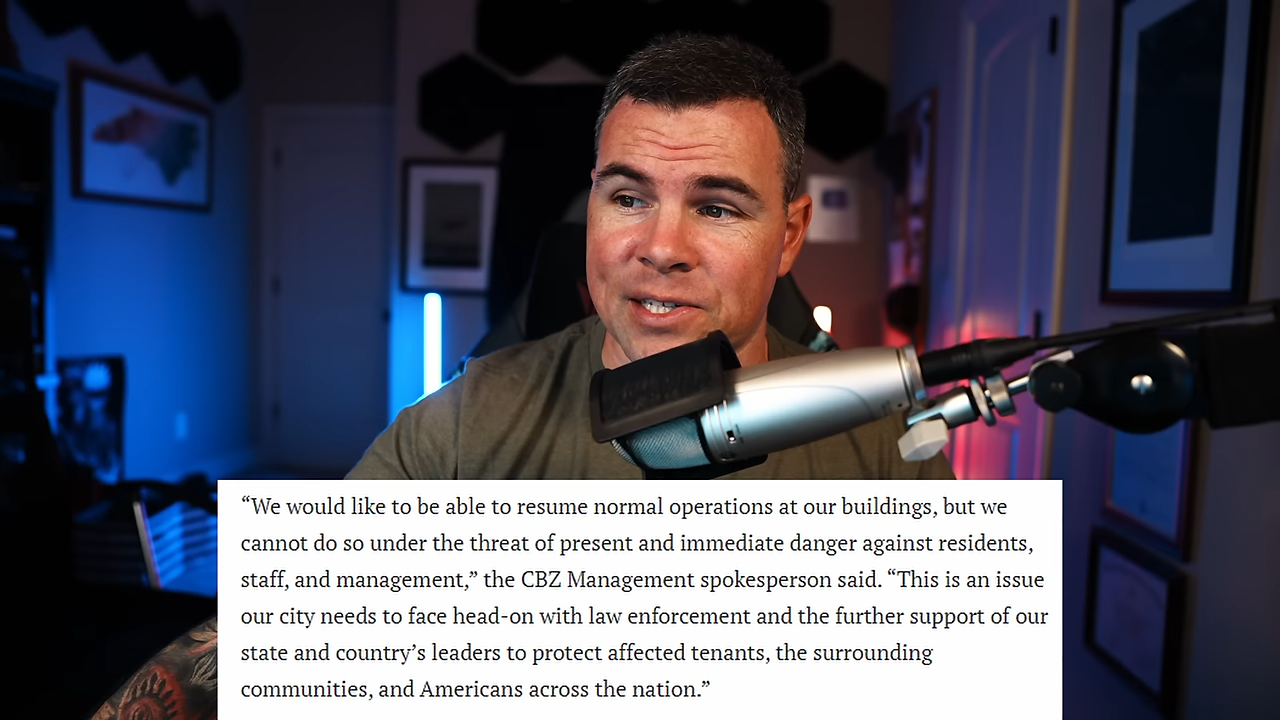 “We would like to be able to resume normal operations at our buildings, but we
cannot do so under the threat of present and immediate danger against residents,
staff, and management,” the CBZ Management spokesperson said. “This is an issue
our city needs to face head-on with law enforcement and the further support of our
state and country’s leaders to protect affected tenants, the surrounding
communities, and Americans across the nation.”